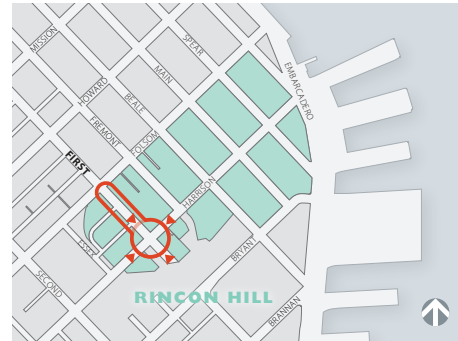 MISSION
SPEAR
EMBARCADERO
MAIN
HOWARD
BEALE
FREMONT
FOLSOM
FIRST
HARRISON
ESSEX
BRYANT
SECOND
RINCON HILL
BRANNAN